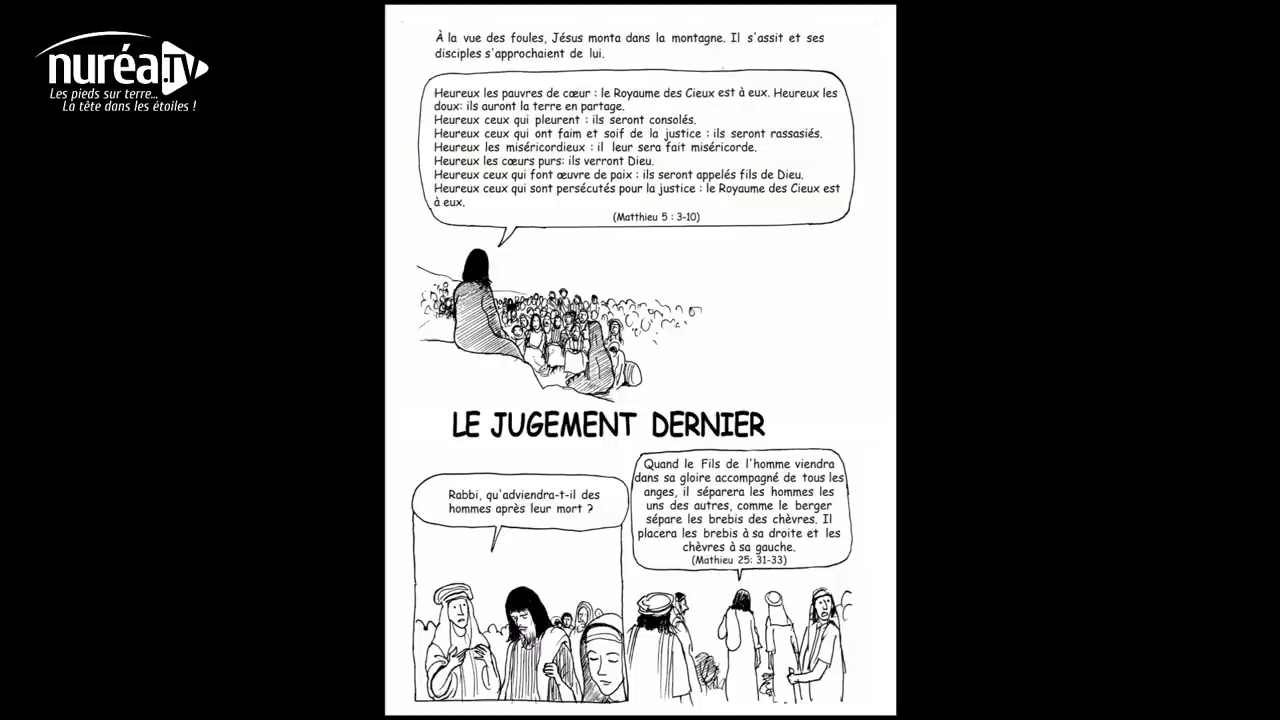 nuréa.TV
Les pieds sur terre...
La tête dans les étoiles !
À la vue des foules, Jésus monta dans la montagne. Il s'assit et ses
disciples s'approchaient de lui.
Heureux les pauvres de cœur : le Royaume des Cieux est à eux. Heureux les
doux: ils auront la terre en partage.
Heureux ceux qui pleurent : ils seront consolés.
Heureux ceux qui ont faim et soif de la justice : ils seront rassasiés.
Heureux les miséricordieux : il leur sera fait miséricorde.
Heureux les cœurs purs: ils verront Dieu.
Heureux ceux qui font œuvre de paix : ils seront appelés fils de Dieu.
Heureux ceux qui sont persécutés pour la justice : le Royaume des Cieux est
à eux.
(Matthieu 5 : 3-10)
LE JUGEMENT DERNIER
Rabbi, qu'adviendra-t-il des
hommes après leur mort ?
Quand le Fils de l'homme viendra
dans sa gloire accompagné de tous les
anges, il séparera les hommes les
uns des autres, comme le berger
sépare les brebis des chèvres. Il
placera les brebis à sa droite et les
chèvres à sa gauche.
(Mathieu 25: 31-33)